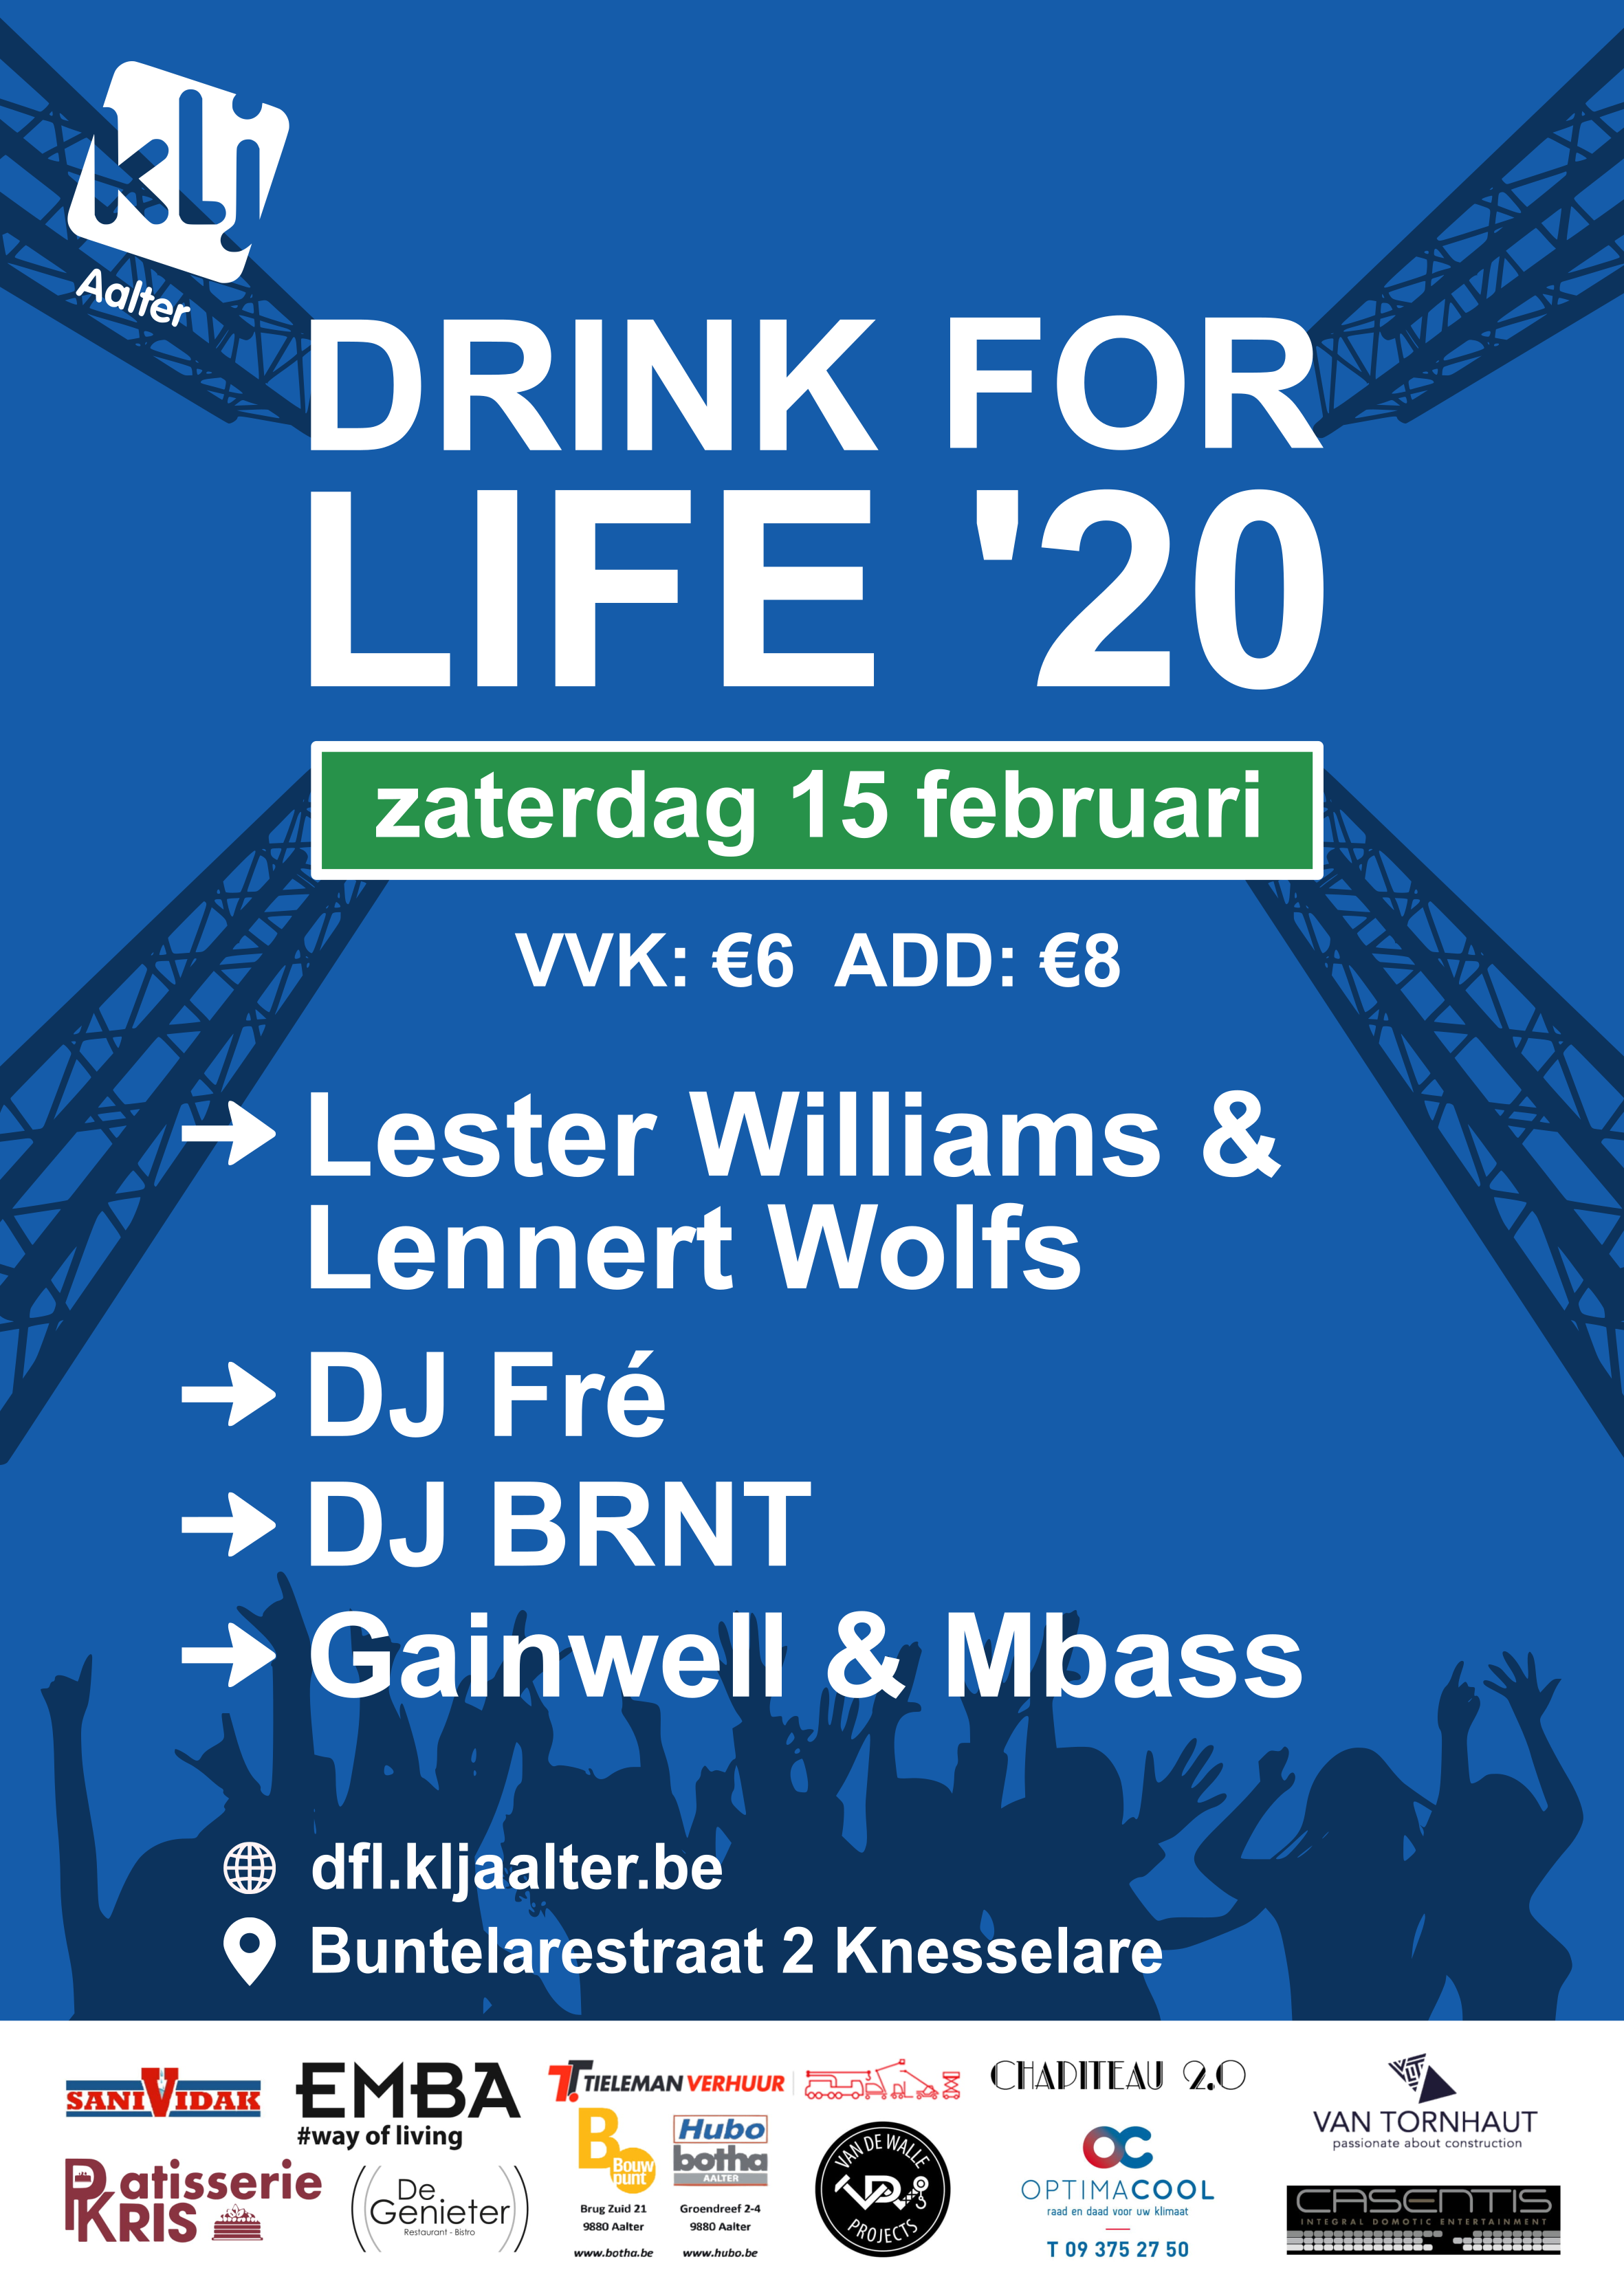 klj
Aalter
DRINK FOR
LIFE '20
zaterdag 15 februari
VVK: €6 ADD: €8
Lester Williams &
Lennert Wolfs
DJ Fré
DJ BRNT
Gainwell & Mbass
dfl.kljaalter.be
Buntelarestraat 2 Knesselare
SANIVIDAK
EMBA
#way of living
TIELEMAN VERHUUR
CHAPITEAU 2.0
VAN TORNHAUT
passionate about construction
Patisserie
KRIS
De
Genieter
Restaurant - Bistro
B
Bouw
punt
Brug Zuid 21
9880 Aalter
www.botha.be
Hubo
botha
AALTER
Groendreef 2-4
9880 Aalter
www.hubo.be
VAN DE WALLE
PROJECTS
OC
OPTIMACOOL
raad en daad voor uw klimaat
T 09 375 27 50
CASENTIS
INTEGRAL DOMOTIC ENTERTAINMENT